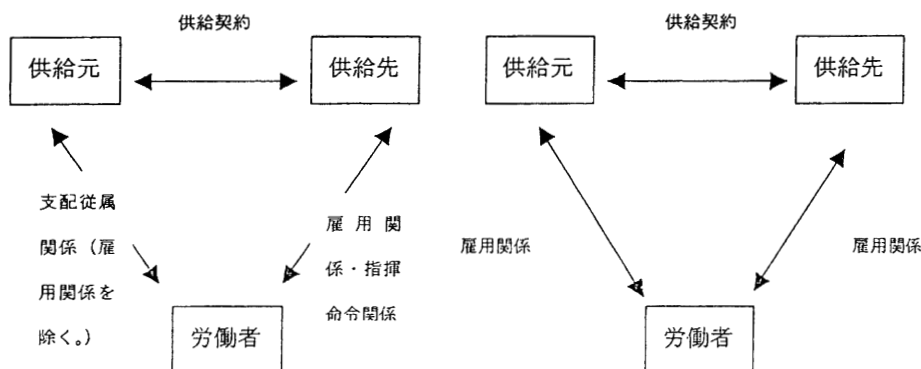 供給契約
供給元
供給先
支配従属
関係（雇
用関係を
除く。）
雇用関
係・指揮
命令関係
労働者
供給契約
供給元
供給先
雇用関係
雇用関係
労働者